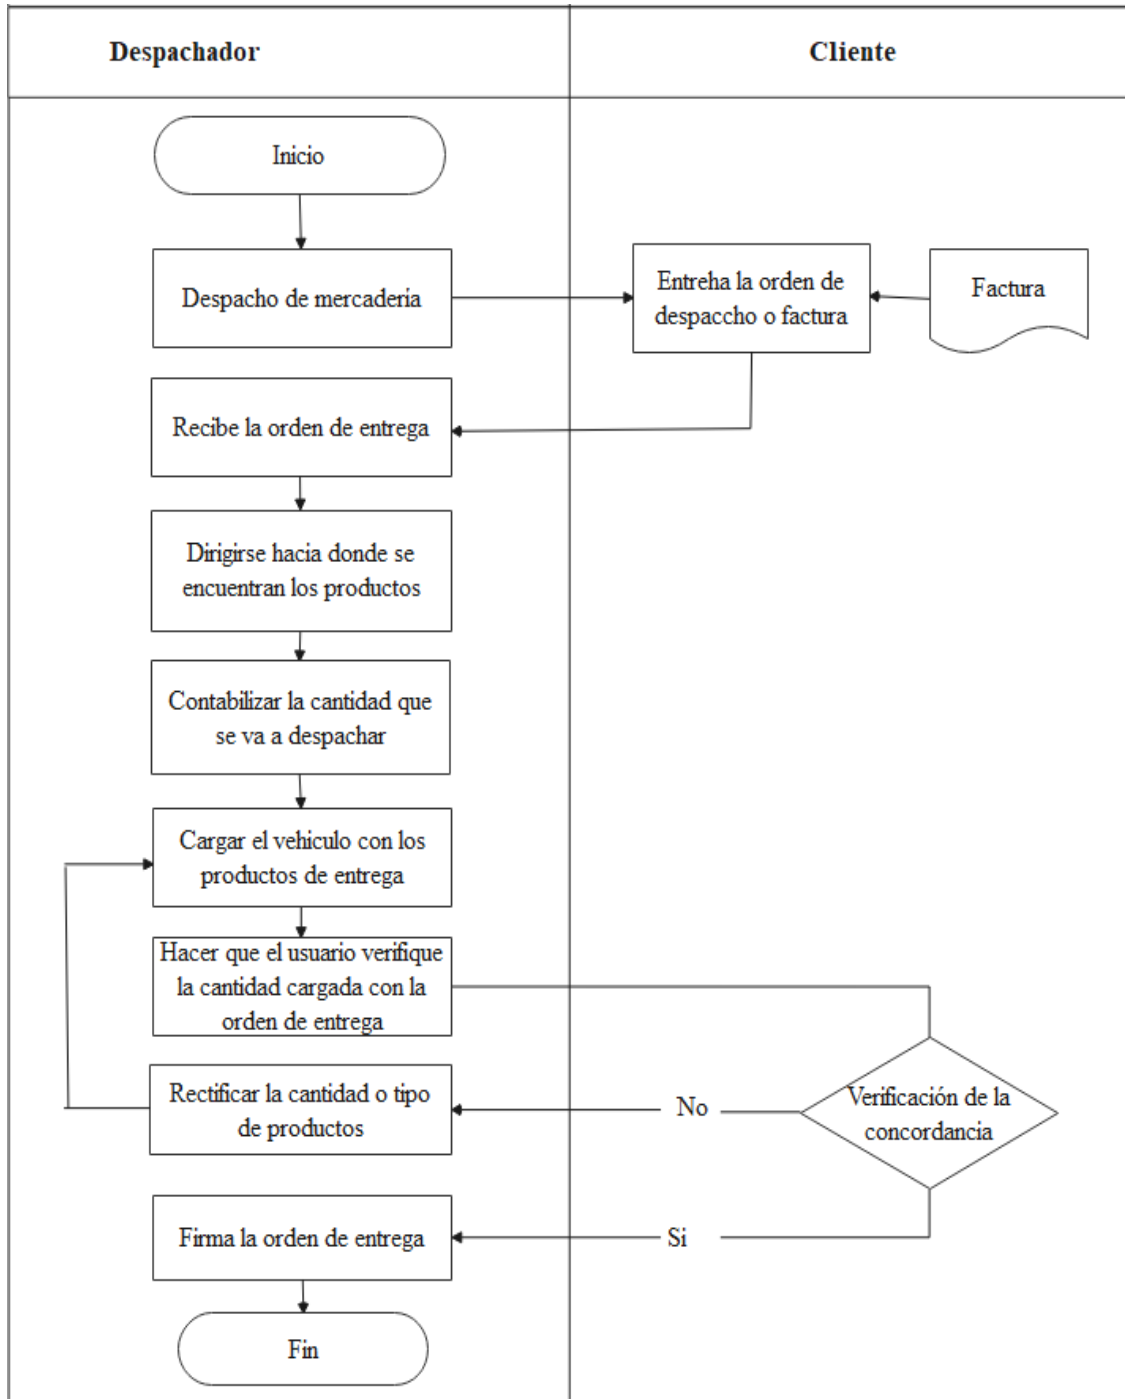 Despachador
Cliente
Inicio
Despacho de mercadería
Entreha la orden de
despaccho o factura
Factura
Recibe la orden de entrega
Dirigirse hacia donde se
encuentran los productos
Contabilizar la cantidad que
se va a despachar
Cargar el vehiculo con los
productos de entrega
Hacer que el usuario verifique
la cantidad cargada con la
orden de entrega
Rectificar la cantidad o tipo
de productos
No
Verificación de la
concordancia
Firma la orden de entrega
Si
Fin